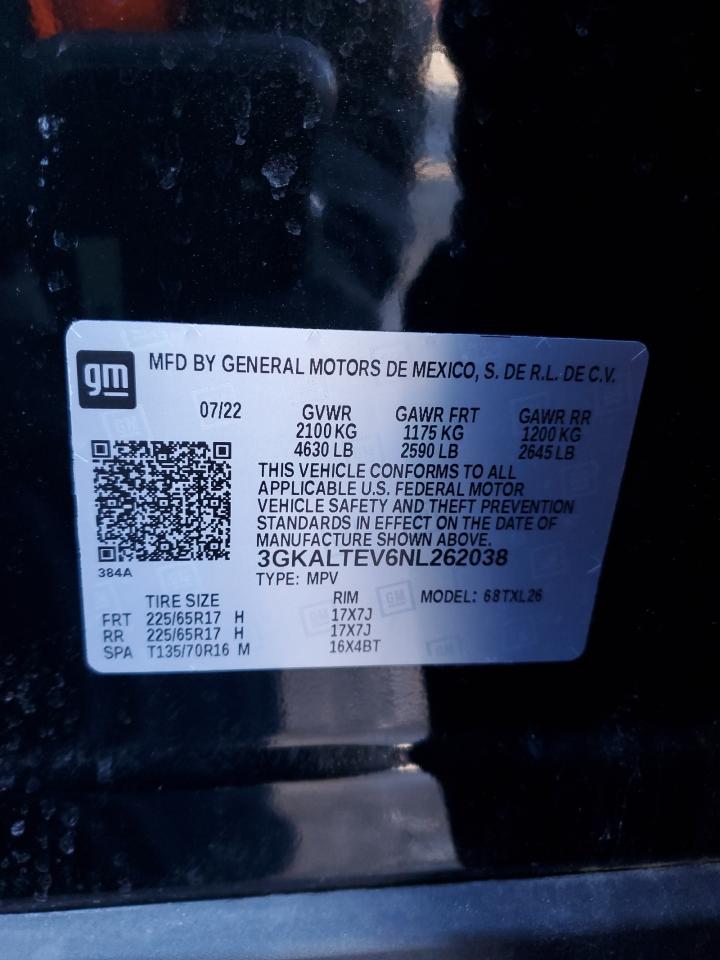 gm
MFD BY GENERAL MOTORS DE MEXICO, S. DE R.L. DE C.V.
07/22 GVWR GAWR FRT GAWR RR
2100 KG 1175 KG 1200 KG
4630 LB 2590 LB 2645 LB
THIS VEHICLE CONFORMS TO ALL
APPLICABLE U.S. FEDERAL MOTOR
VEHICLE SAFETY AND THEFT PREVENTION
STANDARDS IN EFFECT ON THE DATE OF
MANUFACTURE SHOWN ABOVE.
3GKALTEV6NL262038
384A
TYPE: MPV
TIRE SIZE RIM MODEL: 68TXL26
FRT 225/65R17 H 17X7J
RR 225/65R17 H 17X7J
SPA T135/70R16 M 16X4BT